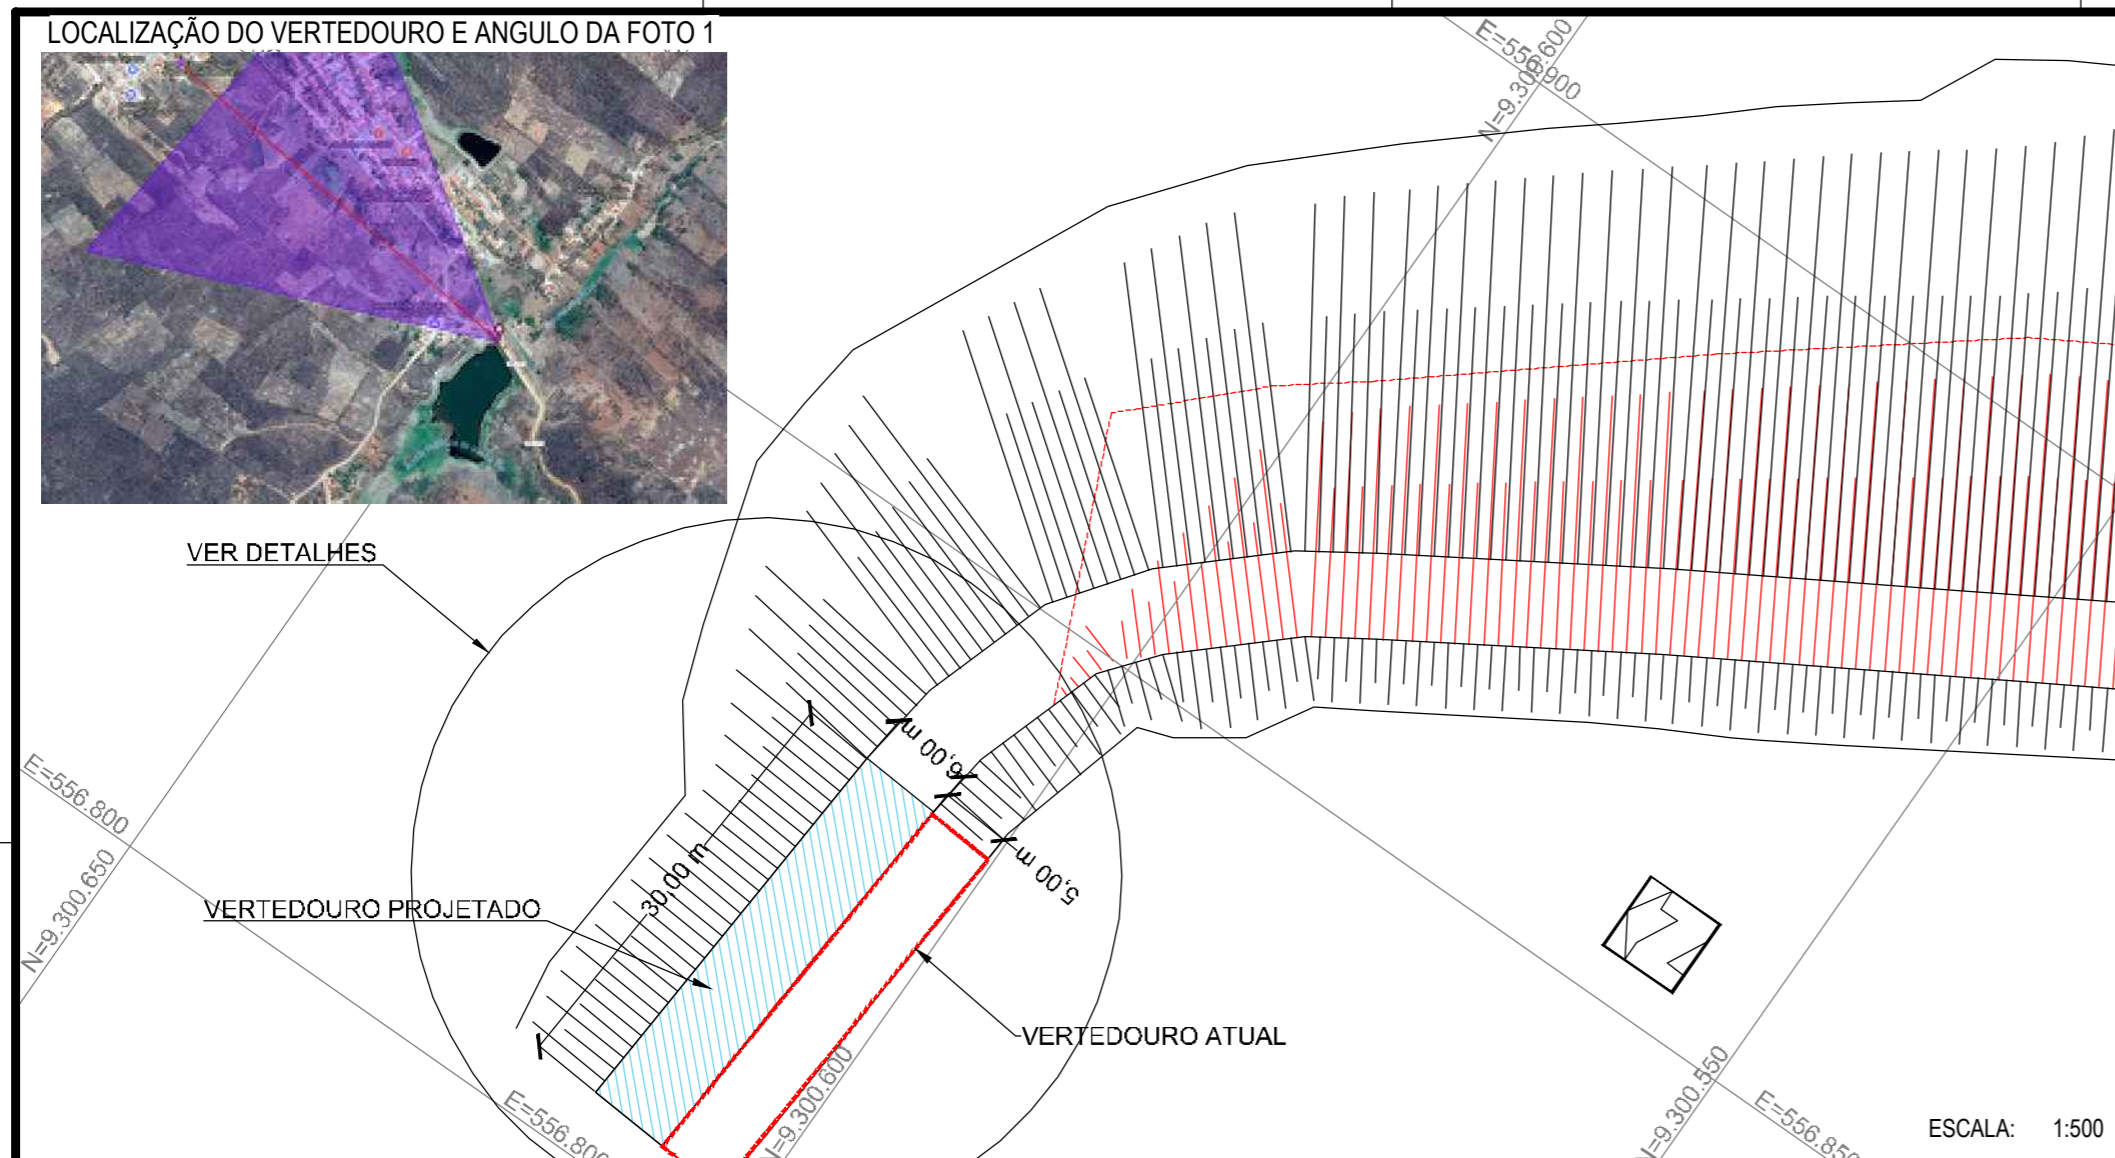 LOCALIZAÇÃO DO VERTEDOURO E ANGULO DA FOTO 1
E=556.900
N=9.300.600
VER DETALHES
6,00 m
E=556.800
30,00 m
5,00 m
N=9.300.650
VERTEDOURO PROJETADO
VERTEDOURO ATUAL
E=556.800
N=9.300.600
N=9.300.550
E=556.850
ESCALA: 1:500